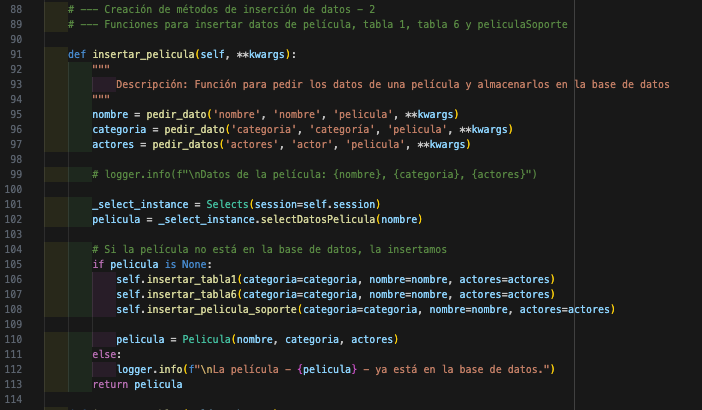 88 # --- Creación de métodos de inserción de datos - 2
89 # --- Funciones para insertar datos de película, tabla 1, tabla 6 y peliculaSoporte
90
91 def insertar_pelicula(self, **kwargs):
92 """
93 Descripción: Función para pedir los datos de una película y almacenarlos en la base de datos
94 """
95 nombre = pedir_dato('nombre', 'nombre', 'pelicula', **kwargs)
96 categoria = pedir_dato('categoria', 'categoría', 'pelicula', **kwargs)
97 actores = pedir_datos('actores', 'actor', 'pelicula', **kwargs)
98
99 # logger.info(f"\nDatos de la película: {nombre}, {categoria}, {actores}")
100
101 _select_instance = Selects(session=self.session)
102 pelicula = _select_instance.selectDatosPelicula(nombre)
103
104 # Si la película no está en la base de datos, la insertamos
105 if pelicula is None:
106 self.insertar_tabla1(categoria=categoria, nombre=nombre, actores=actores)
107 self.insertar_tabla6(categoria=categoria, nombre=nombre, actores=actores)
108 self.insertar_pelicula_soporte(categoria=categoria, nombre=nombre, actores=actores)
109
110 pelicula = Pelicula(nombre, categoria, actores)
111 else:
112 logger.info(f"\nLa película - {pelicula} - ya está en la base de datos.")
113 return pelicula
114